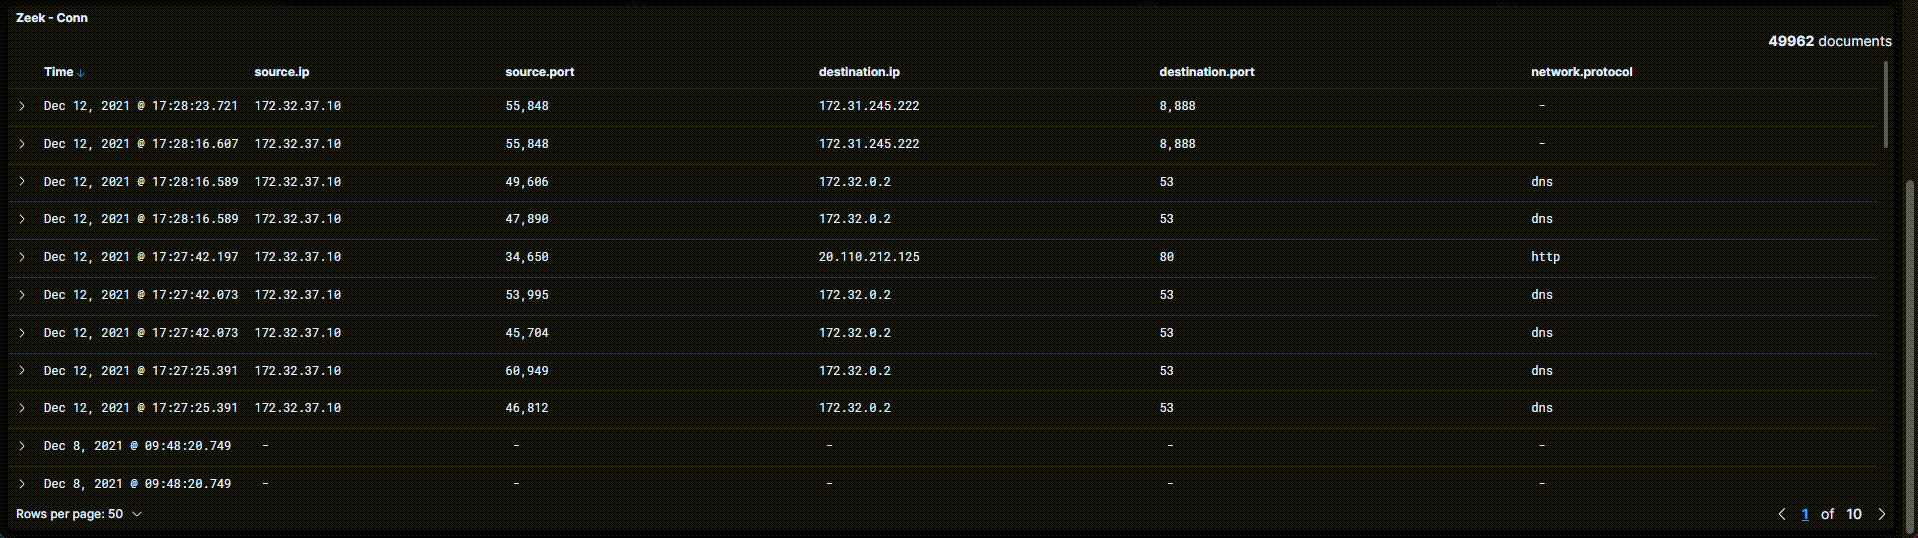 Zeek - Conn
49962 documents
Time source.ip source.port destination.ip destination.port network.protocol
Dec 12, 2021 @ 17:28:23.721 172.32.37.10 55,848 172.31.245.222 8,888 -
Dec 12, 2021 @ 17:28:16.607 172.32.37.10 55,848 172.31.245.222 8,888 -
Dec 12, 2021 @ 17:28:16.589 172.32.37.10 49,606 172.32.0.2 53 dns
Dec 12, 2021 @ 17:28:16.589 172.32.37.10 47,890 172.32.0.2 53 dns
Dec 12, 2021 @ 17:27:42.197 172.32.37.10 34,650 20.110.212.125 80 http
Dec 12, 2021 @ 17:27:42.073 172.32.37.10 53,995 172.32.0.2 53 dns
Dec 12, 2021 @ 17:27:42.073 172.32.37.10 45,704 172.32.0.2 53 dns
Dec 12, 2021 @ 17:27:25.391 172.32.37.10 60,949 172.32.0.2 53 dns
Dec 12, 2021 @ 17:27:25.391 172.32.37.10 46,812 172.32.0.2 53 dns
Dec 8, 2021 @ 09:48:20.749 - - - - -
Dec 8, 2021 @ 09:48:20.749 - - - - -
Rows per page: 50 1 of 10